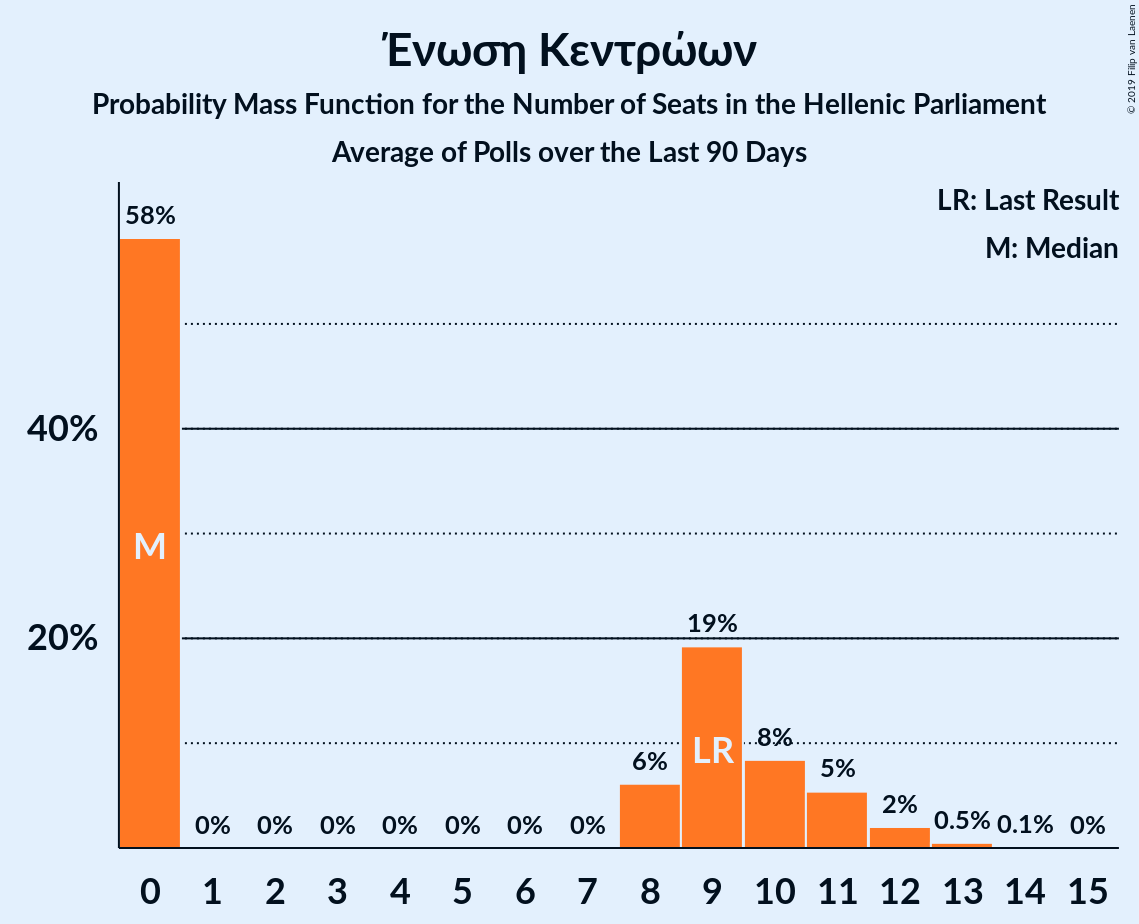 Ένωση Κεντρώων
Probability Mass Function for the Number of Seats in the Hellenic Parliament
Average of Polls over the Last 90 Days
© 2019 Filip van Laenen
LR: Last Result
M: Median
58%
40%
M
20%
19%
LR
8%
6%
5%
2%
0% 0% 0% 0% 0% 0% 0%
0.5% 0.1% 0%
0 1 2 3 4 5 6 7 8 9 10 11 12 13 14 15